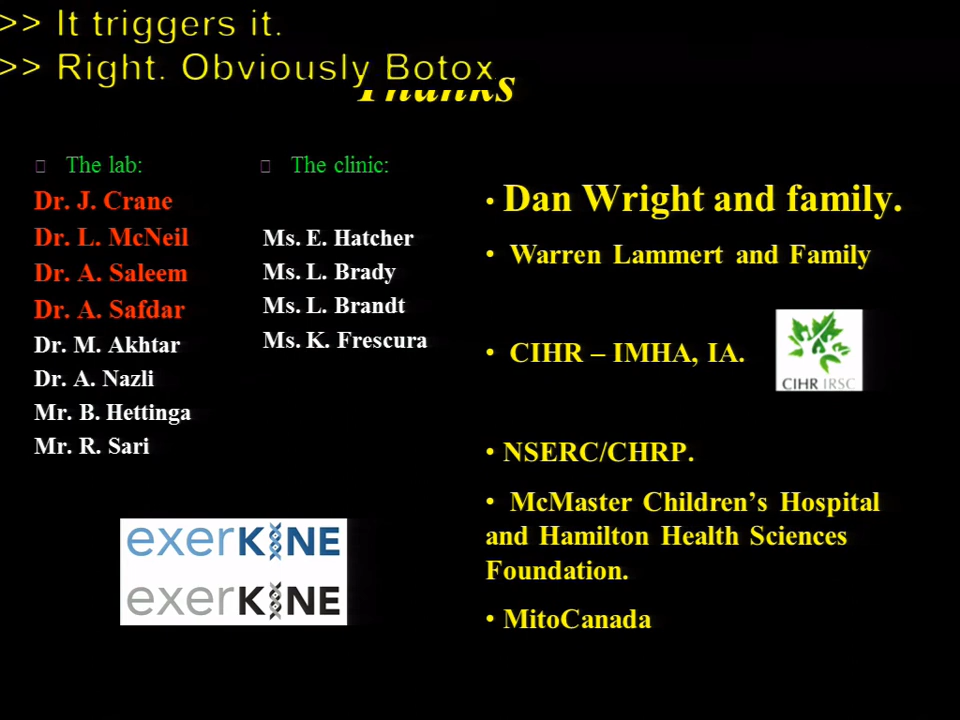 >> It triggers it.
>> Right. Obviously Botox
Thanks
The lab:
Dr. J. Crane
Dr. L. McNeil
Dr. A. Saleem
Dr. A. Safdar
Dr. M. Akhtar
Dr. A. Nazli
Mr. B. Hettinga
Mr. R. Sari
The clinic:
Ms. E. Hatcher
Ms. L. Brady
Ms. L. Brandt
Ms. K. Frescura
• Dan Wright and family.
• Warren Lammert and Family
• CIHR – IMHA, IA.
CIHR IRSC
• NSERC/CHRP.
• McMaster Children’s Hospital
and Hamilton Health Sciences
Foundation.
• MitoCanada
exerKINE
exerKINE